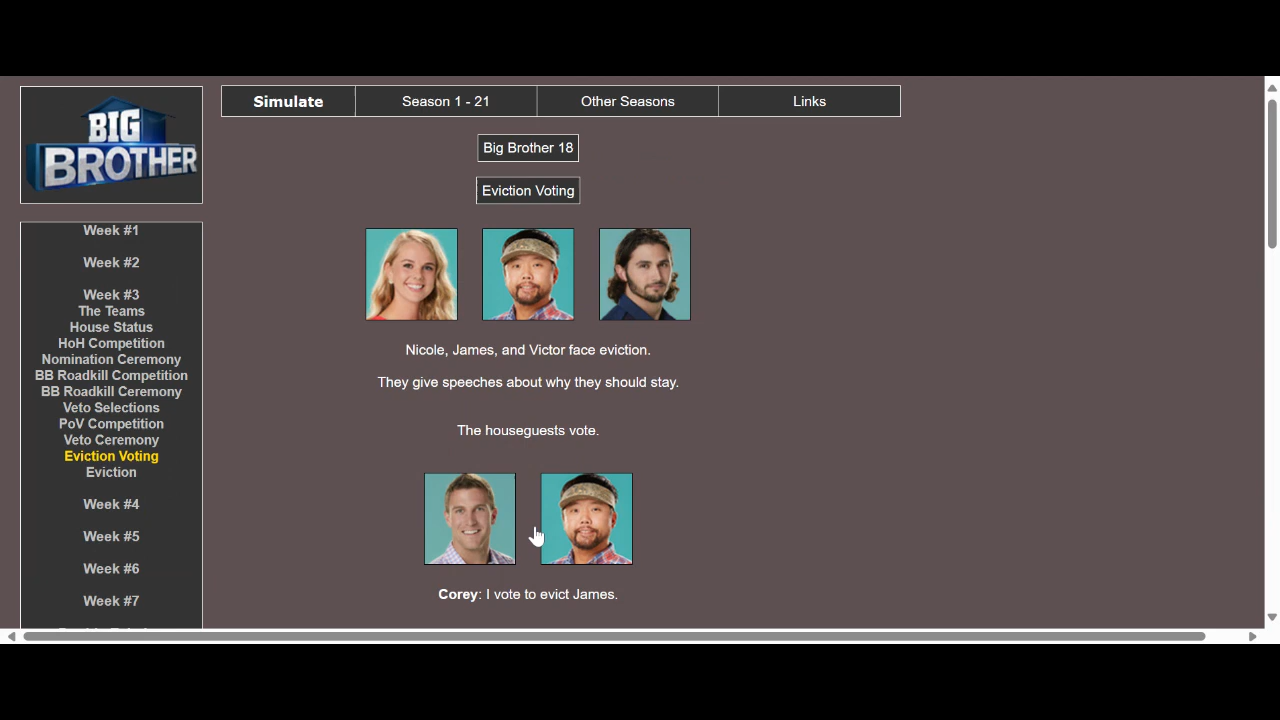 BIG
BROTHER
Simulate
Season 1 - 21
Other Seasons
Links
Big Brother 18
Eviction Voting
Week #1
Week #2
Week #3
The Teams
House Status
HoH Competition
Nomination Ceremony
BB Roadkill Competition
BB Roadkill Ceremony
Veto Selections
PoV Competition
Veto Ceremony
Eviction Voting
Eviction
Week #4
Week #5
Week #6
Week #7
Nicole, James, and Victor face eviction.
They give speeches about why they should stay.
The houseguests vote.
Corey: I vote to evict James.